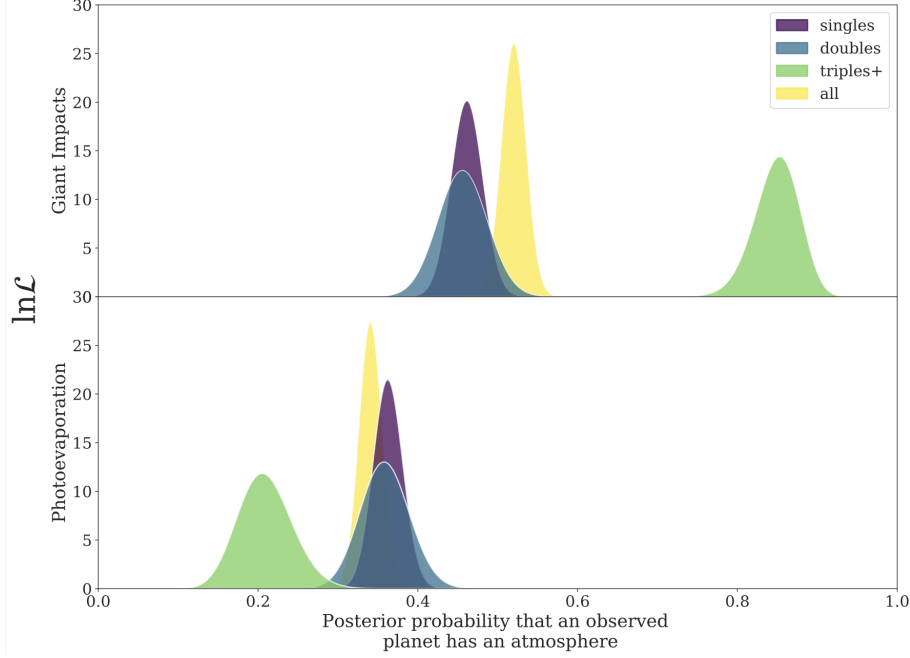 30
25
20
15
10
5
30
Giant Impacts
singles
doubles
triples+
all
ln𝓛
25
20
15
10
5
0
Photoevaporation
0.0 0.2 0.4 0.6 0.8 1.0
Posterior probability that an observed
planet has an atmosphere